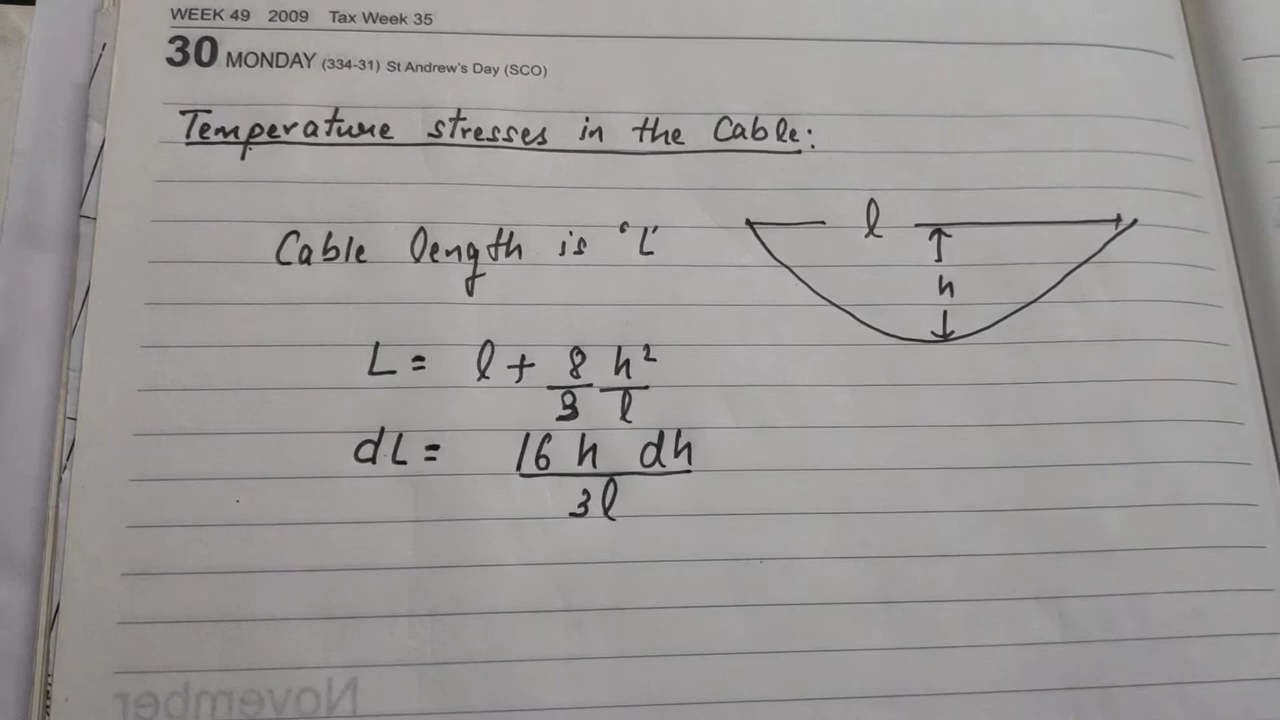 WEEK 49 2009 Tax Week 35
30 MONDAY (334-31) St Andrew's Day (SCO)
Temperature stresses in the Cable:
Cable length is 'L'
l
h
L = l + 8/3 h²/l
dL = 16 h dh / 3l
November